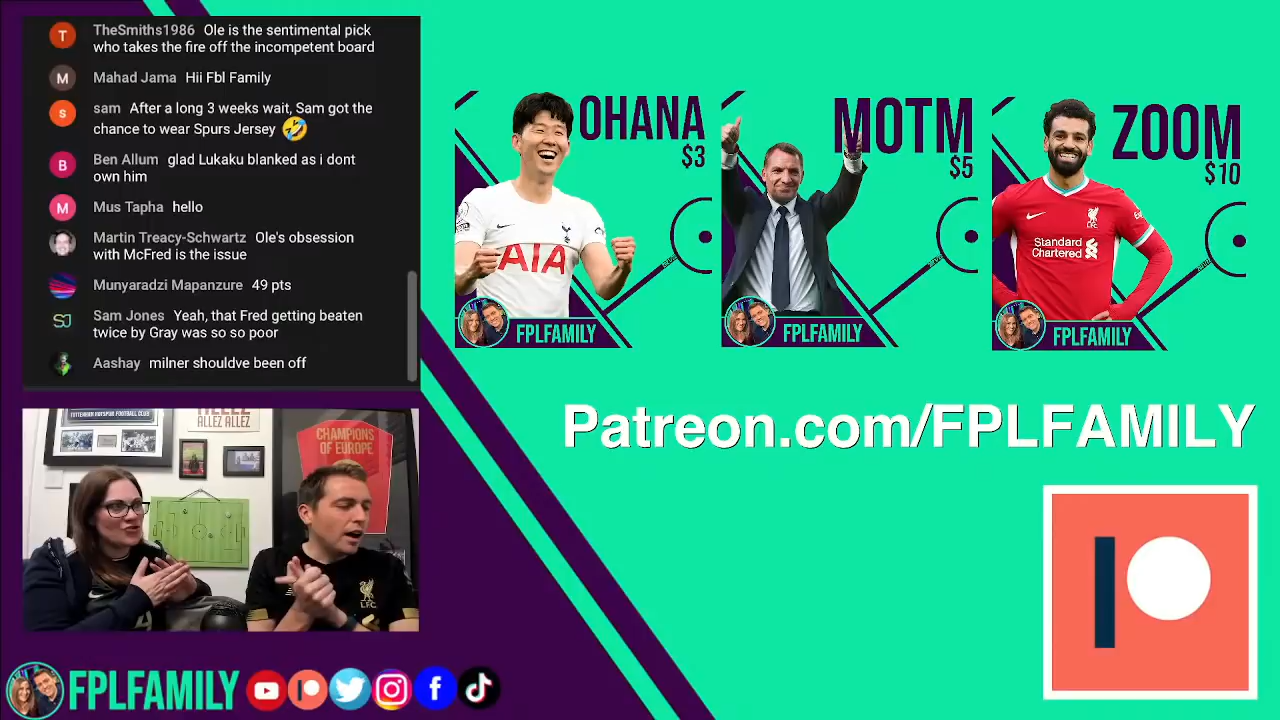 TheSmiths1986 Ole is the sentimental pick
who takes the fire off the incompetent board
Mahad Jama Hii Fbl Family
sam After a long 3 weeks wait, Sam got the
chance to wear Spurs Jersey 🤣
Ben Allum glad Lukaku blanked as i dont
own him
Mus Tapha hello
Martin Treacy-Schwartz Ole's obsession
with McFred is the issue
Munyaradzi Mapanzure 49 pts
Sam Jones Yeah, that Fred getting beaten
twice by Gray was so so poor
Aashay milner shouldve been off
OHANA
$3
AIA
FPLFAMILY
MOTM
$5
FPLFAMILY
ZOOM
$10
Standard
Chartered
L.F.C.
FPLFAMILY
Patreon.com/FPLFAMILY
TOTTENHAM HOTSPUR FOOTBALL CLUB
ALLEZ ALLEZ
CHAMPIONS
OF EUROPE
L.F.C.
FPLFAMILY